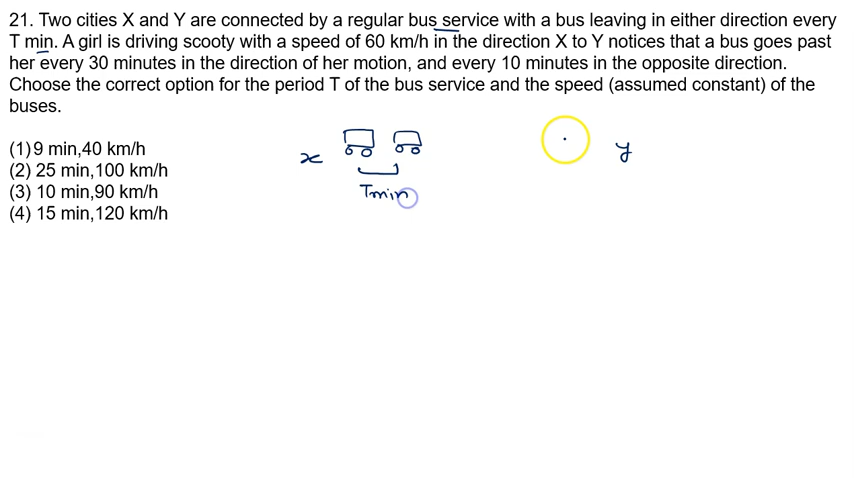 21. Two cities X and Y are connected by a regular bus service with a bus leaving in either direction every
T min. A girl is driving scooty with a speed of 60 km/h in the direction X to Y notices that a bus goes past
her every 30 minutes in the direction of her motion, and every 10 minutes in the opposite direction.
Choose the correct option for the period T of the bus service and the speed (assumed constant) of the
buses.
(1)9 min,40 km/h
(2) 25 min,100 km/h
(3) 10 min,90 km/h
(4) 15 min,120 km/h
x y
Tmin